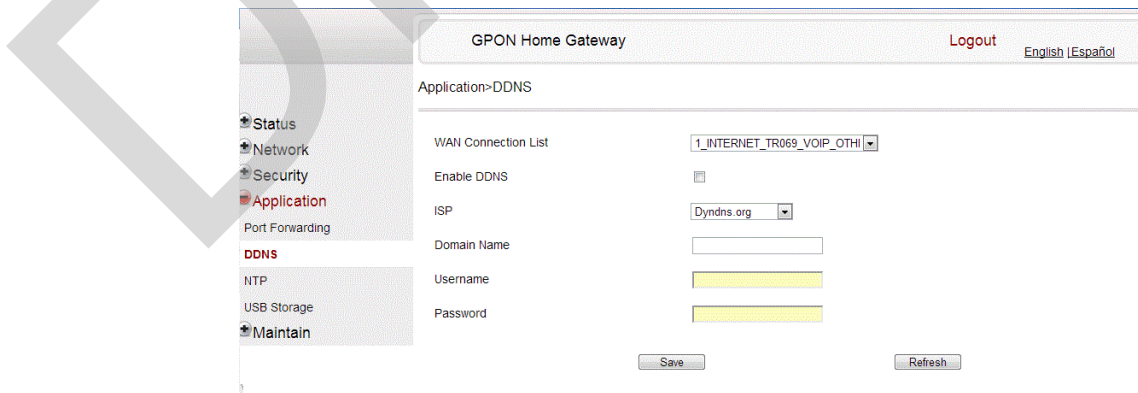 GPON Home Gateway
Logout
English | Español
Application>DDNS
Status
Network
Security
Application
Port Forwarding
DDNS
NTP
USB Storage
Maintain
WAN Connection List
1_INTERNET_TR069_VOIP_OTHI
Enable DDNS
ISP
Dyndns.org
Domain Name
Username
Password
Save
Refresh